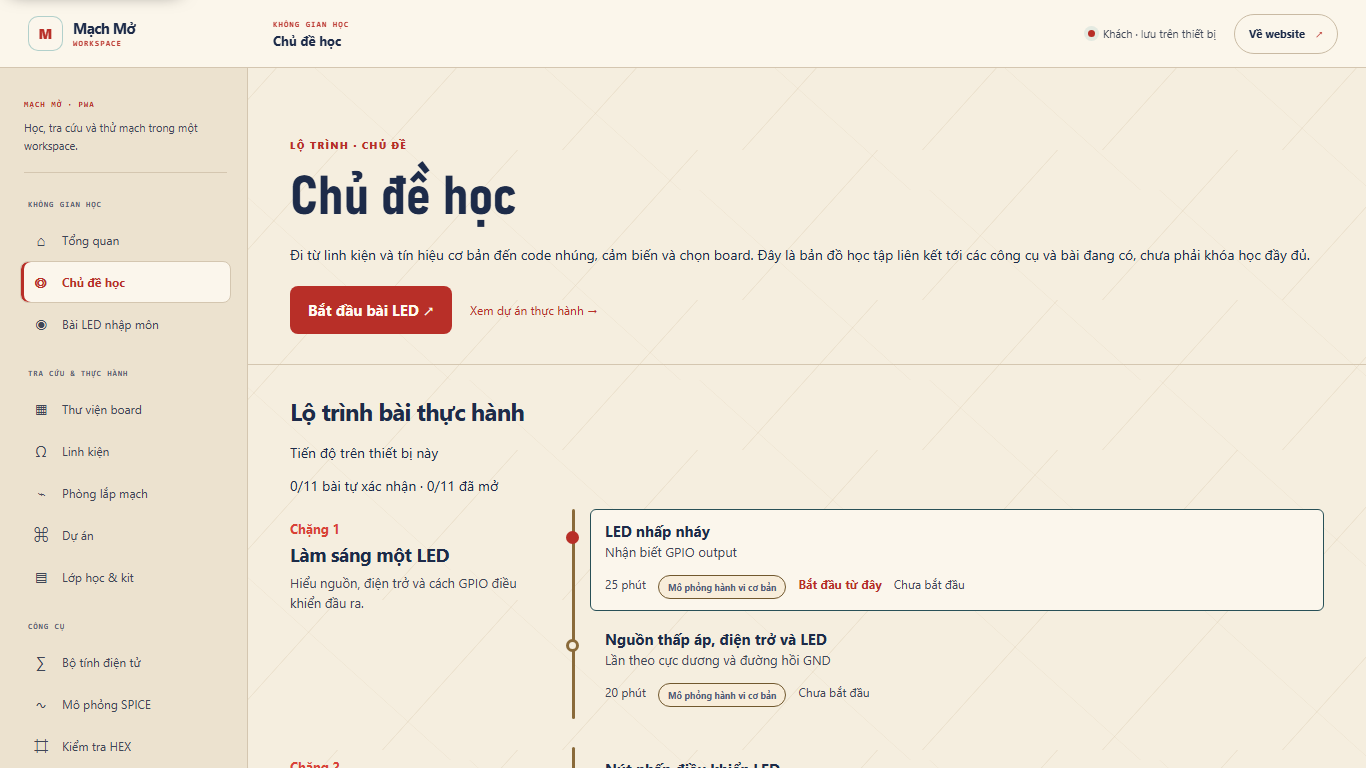 M
Mạch Mở
WORKSPACE
KHÔNG GIAN HỌC
Chủ đề học
Khách · lưu trên thiết bị
Về website ↗
MẠCH MỞ · PWA
Học, tra cứu và thử mạch trong một
workspace.
KHÔNG GIAN HỌC
Tổng quan
Chủ đề học
Bài LED nhập môn
TRA CỨU & THỰC HÀNH
Thư viện board
Linh kiện
Phòng lắp mạch
Dự án
Lớp học & kit
CÔNG CỤ
Bộ tính điện tử
Mô phỏng SPICE
Kiểm tra HEX
LỘ TRÌNH · CHỦ ĐỀ
Chủ đề học
Đi từ linh kiện và tín hiệu cơ bản đến code nhúng, cảm biến và chọn board. Đây là bản đồ học tập liên kết tới các công cụ và bài đang có, chưa phải khóa học đầy đủ.
Bắt đầu bài LED ↗
Xem dự án thực hành →
Lộ trình bài thực hành
Tiến độ trên thiết bị này
0/11 bài tự xác nhận · 0/11 đã mở
Chặng 1
Làm sáng một LED
Hiểu nguồn, điện trở và cách GPIO điều
khiển đầu ra.
LED nhấp nháy
Nhận biết GPIO output
25 phút Mô phỏng hành vi cơ bản Bắt đầu từ đây Chưa bắt đầu
Nguồn thấp áp, điện trở và LED
Lần theo cực dương và đường hồi GND
20 phút Mô phỏng hành vi cơ bản Chưa bắt đầu
Chặng 2
Nút nhấn điều khiển LED